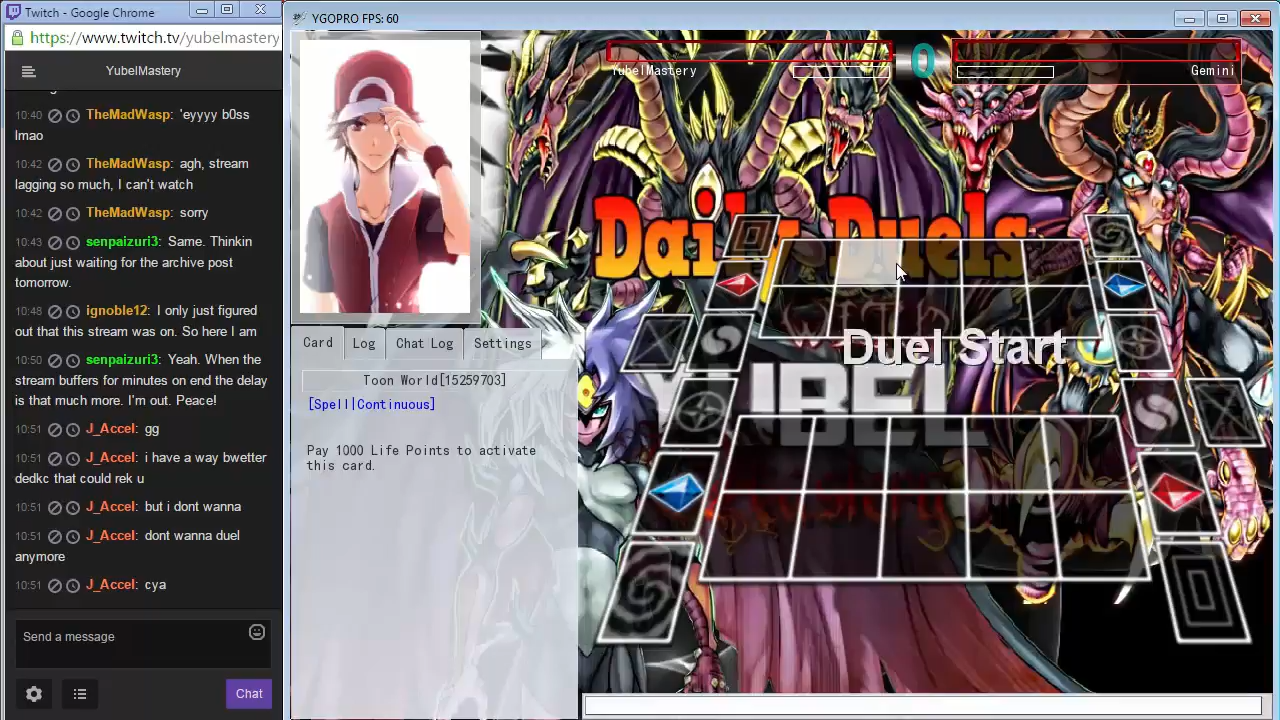 Twitch - Google Chrome
https://www.twitch.tv/yubelmastery
YubelMastery
10:40 TheMadWasp: 'eyyyy b0ss
lmao
10:42 TheMadWasp: agh, stream
lagging so much, I can't watch
10:42 TheMadWasp: sorry
10:43 senpaizuri3: Same. Thinkin
about just waiting for the archive post
tomorrow.
10:48 ignoble12: I only just figured
out that this stream was on. So here I am
10:50 senpaizuri3: Yeah. When the
stream buffers for minutes on end the delay
is that much more. I'm out. Peace!
10:51 J_Accel: gg
10:51 J_Accel: i have a way bwetter
dedkc that could rek u
10:51 J_Accel: but i dont wanna
10:51 J_Accel: dont wanna duel
anymore
10:51 J_Accel: cya
Send a message
Chat
YGOPRO FPS: 60
YubelMastery
0
Gemini
Daily Duels
WITH
Duel Start
YUBEL
Card Log Chat Log Settings
Toon World[15259703]
[Spell|Continuous]
Pay 1000 Life Points to activate
this card.